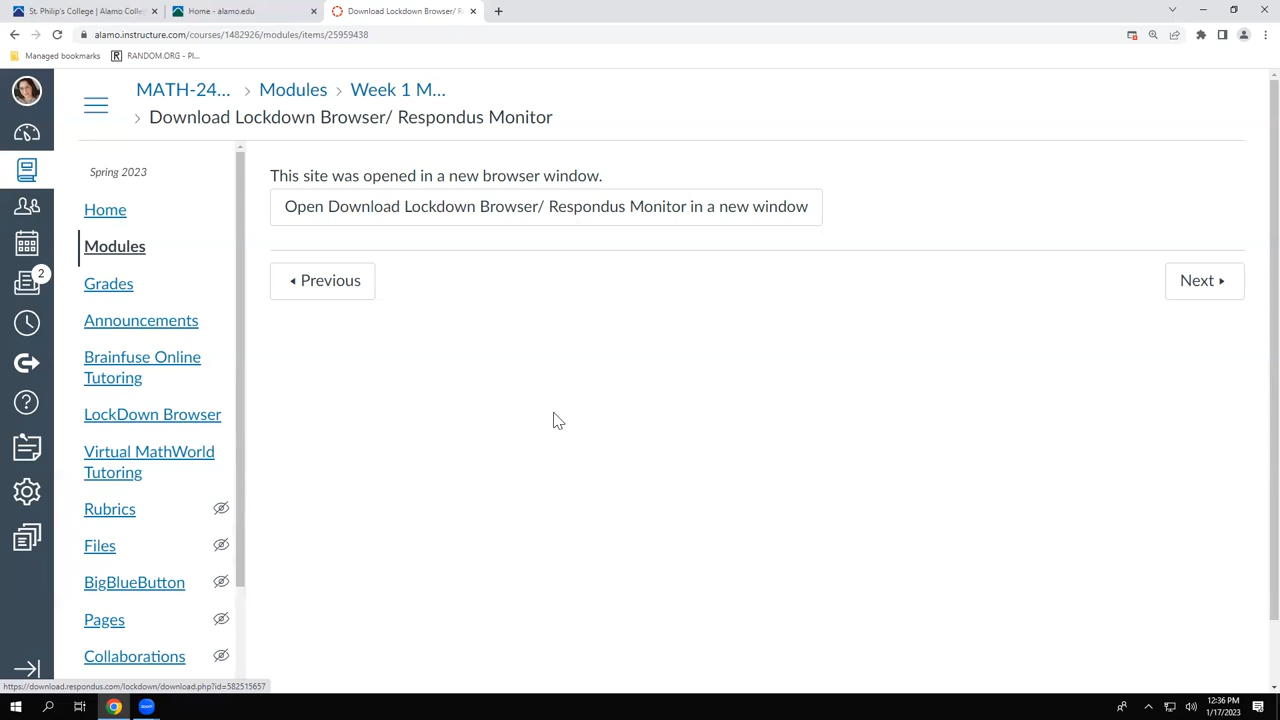 St. Philip's College | Alamo Colle
Home - alamo.edu
Download Lockdown Browser/ R
alamo.instructure.com/courses/1482926/modules/items/25959438
Managed bookmarks
RANDOM.ORG - Pl...
MATH-24... > Modules > Week 1 M...
> Download Lockdown Browser/ Respondus Monitor
Spring 2023
This site was opened in a new browser window.
Open Download Lockdown Browser/ Respondus Monitor in a new window
Previous
Next
Home
Modules
Grades
2
Announcements
Brainfuse Online
Tutoring
LockDown Browser
Virtual MathWorld
Tutoring
Rubrics
Files
BigBlueButton
Pages
Collaborations
https://download.respondus.com/lockdown/download.php?id=582515657
zoom
12:36 PM
1/17/2023